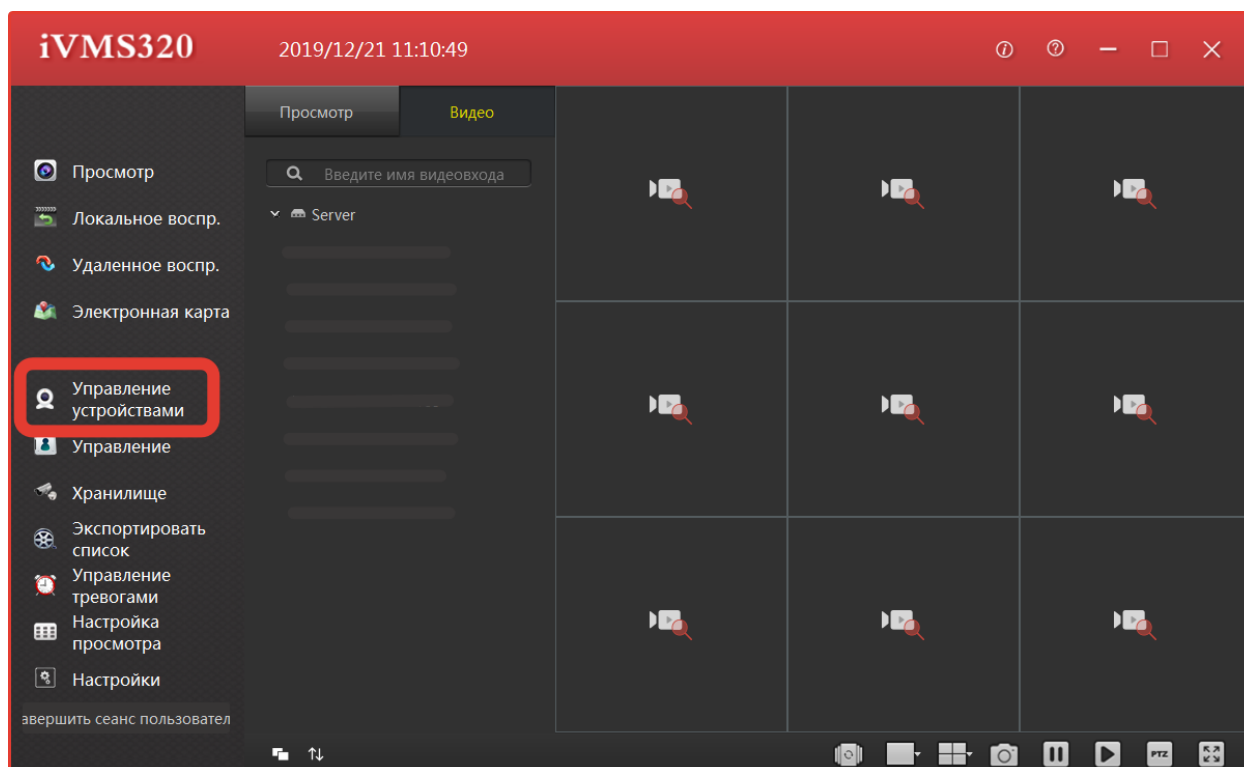 iVMS320
2019/12/21 11:10:49
Просмотр
Видео
Введите имя видеовхода
Server
Просмотр
Локальное воспр.
Удаленное воспр.
Электронная карта
Управление
устройствами
Управление
Хранилище
Экспортировать
список
Управление
тревогами
Настройка
просмотра
Настройки
авершить сеанс пользовател
PTZ